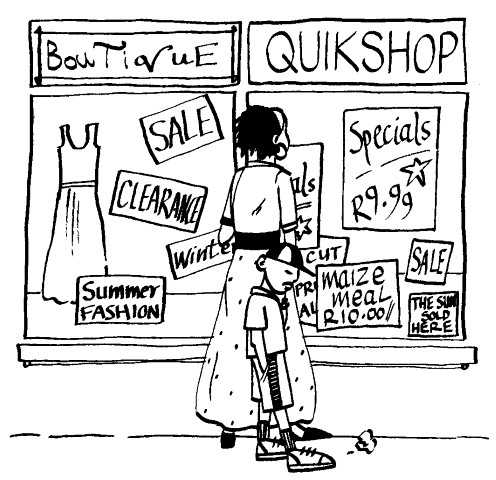 BOUTIQUE
QUIKSHOP
SALE
CLEARANCE
Winte
Summer
FASHION
als
Specials
R9.99
CUT
PRI
AL
maize
meal
R10.00//
SALE
THE SUN
SOLD
HERE